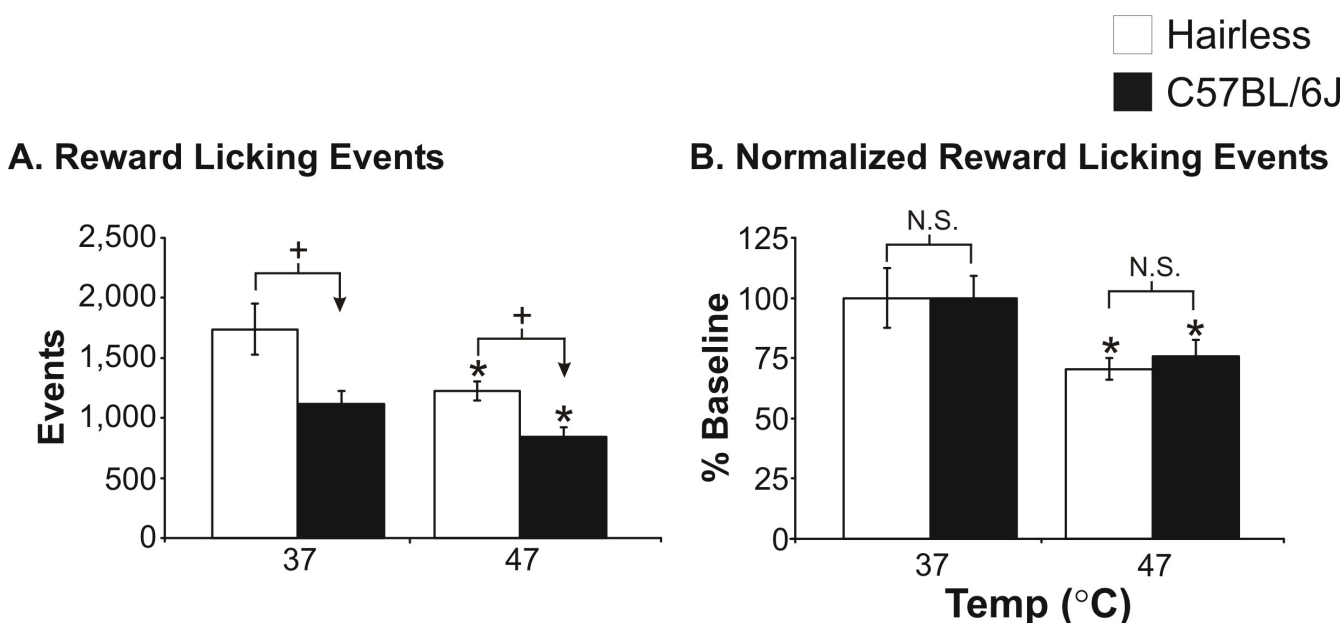 Hairless
C57BL/6J
A. Reward Licking Events
B. Normalized Reward Licking Events
Events
2,500
2,000
1,500
1,000
500
0
+
+
*
*
37
47
% Baseline
125
100
75
50
25
0
N.S.
N.S.
*
*
37
47
Temp (°C)